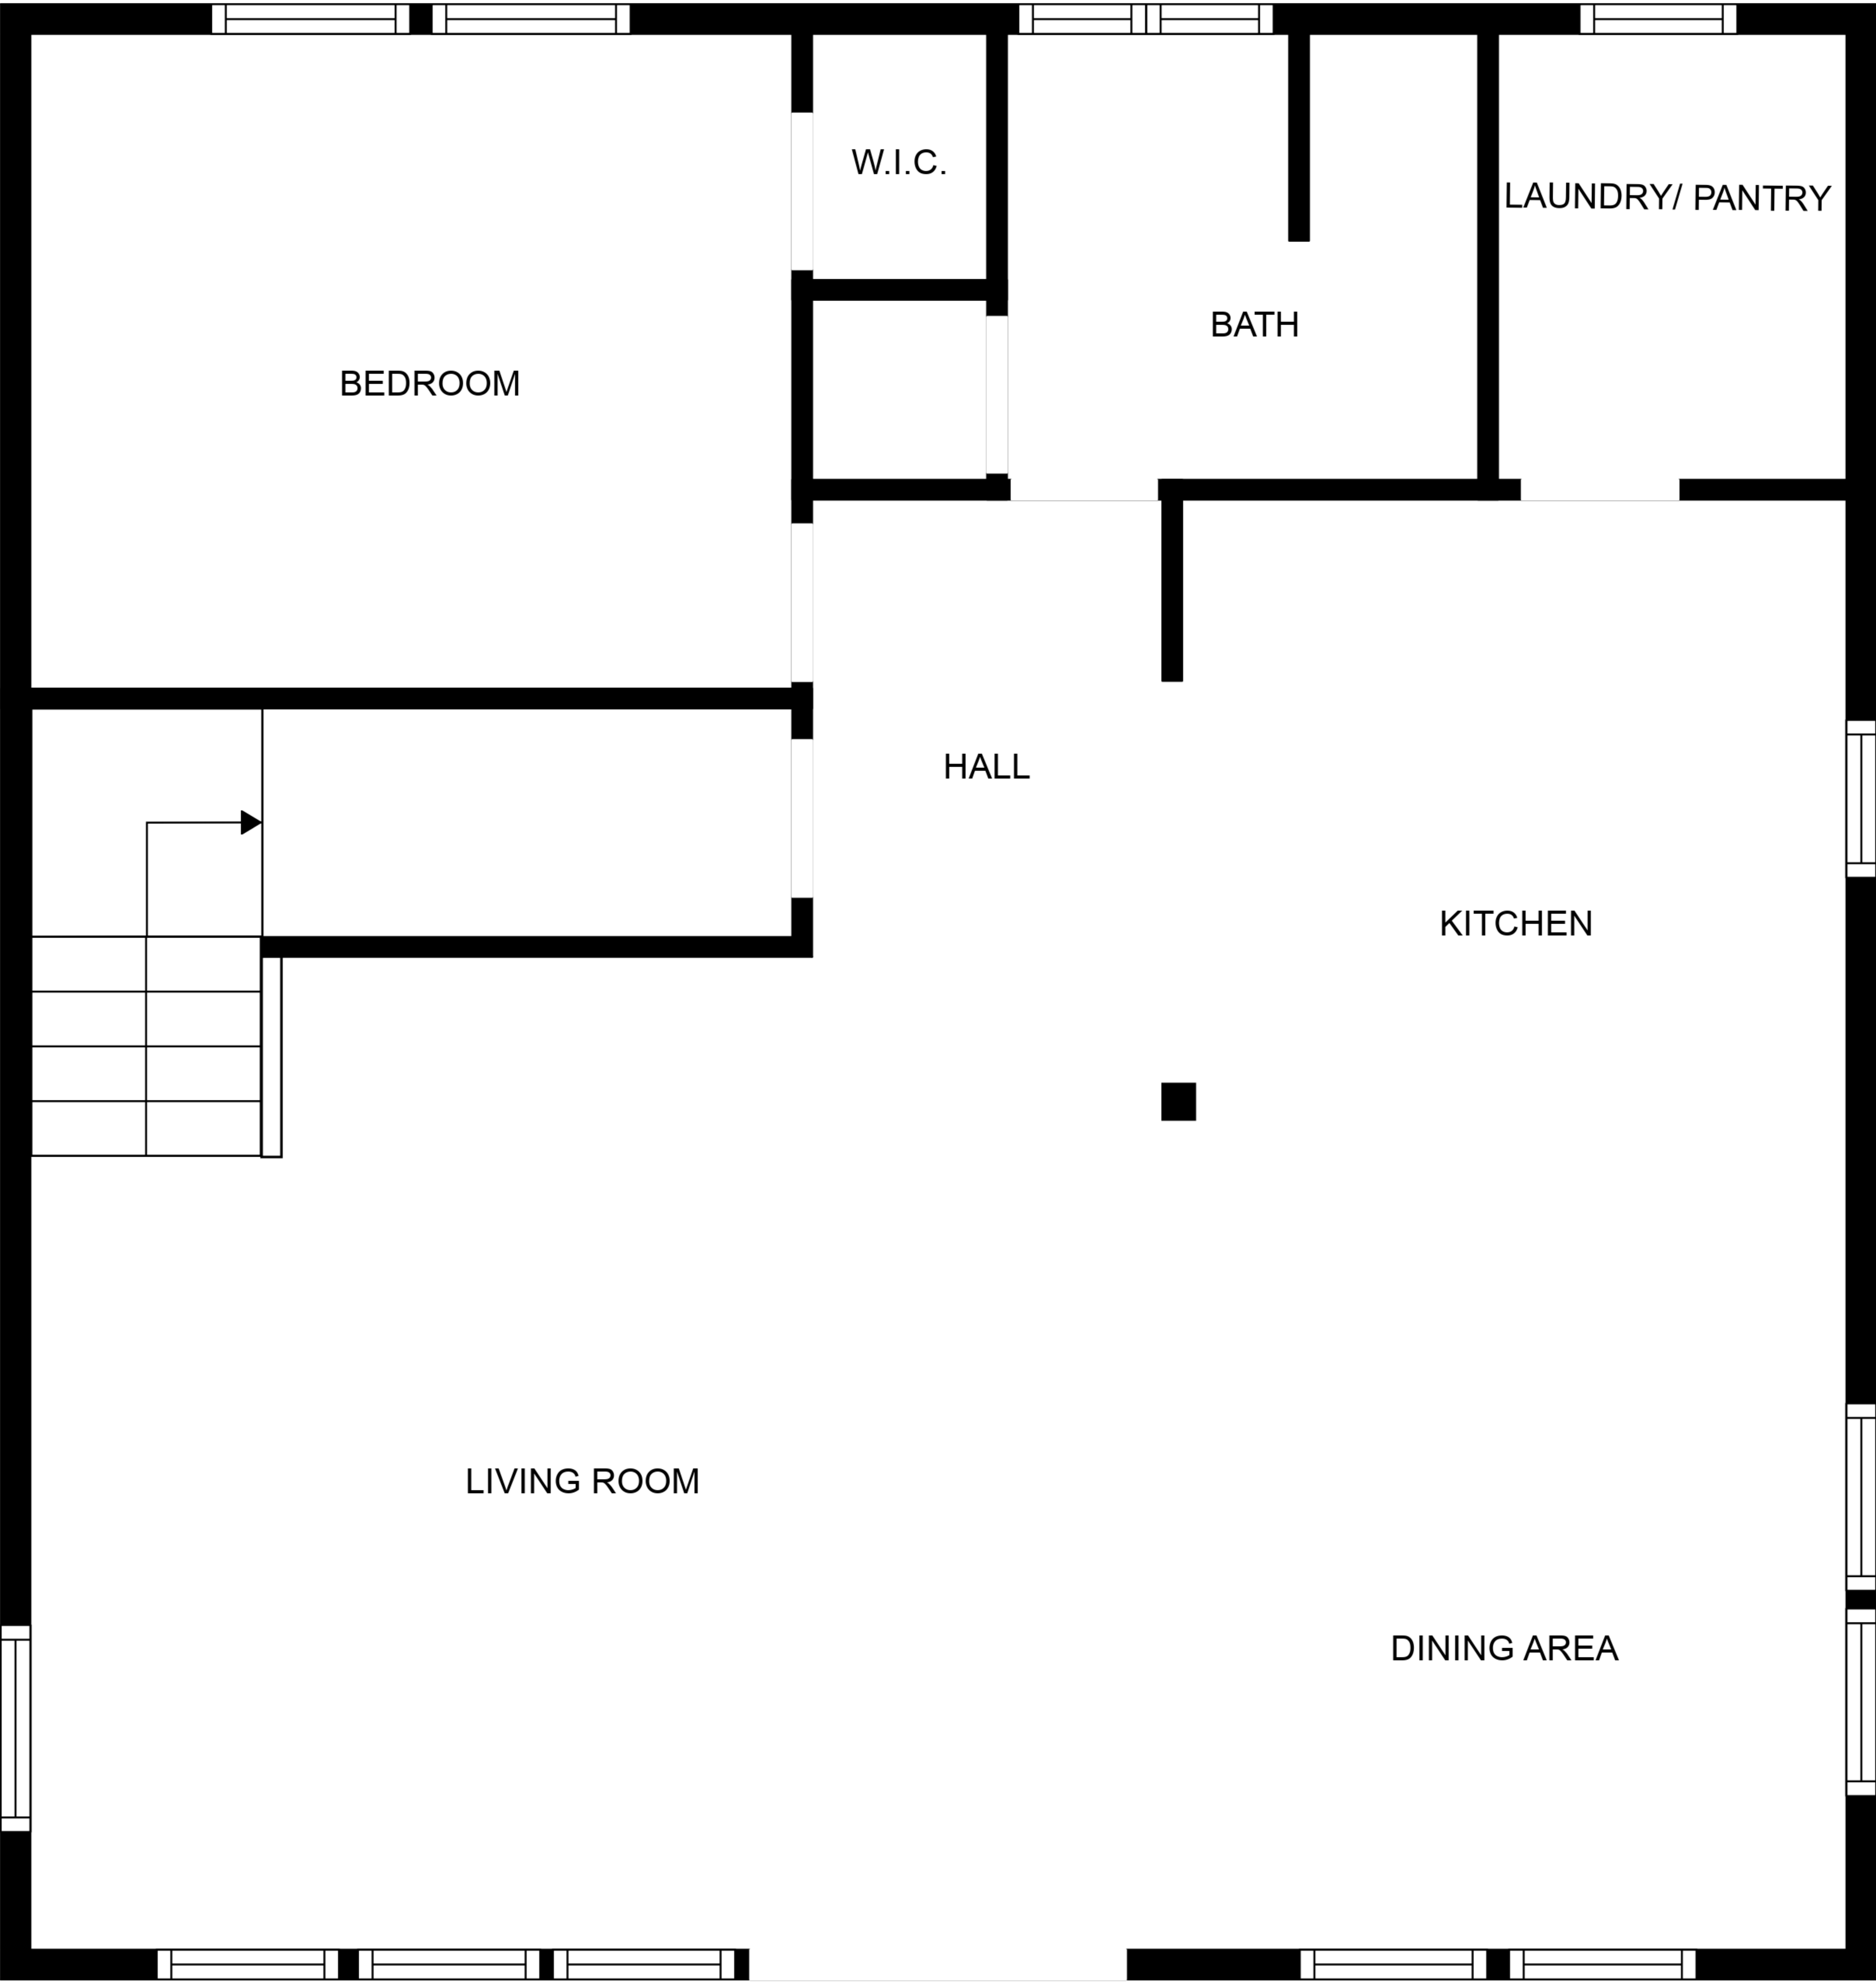 W.I.C.
LAUNDRY/ PANTRY
BATH
BEDROOM
HALL
KITCHEN
LIVING ROOM
DINING AREA